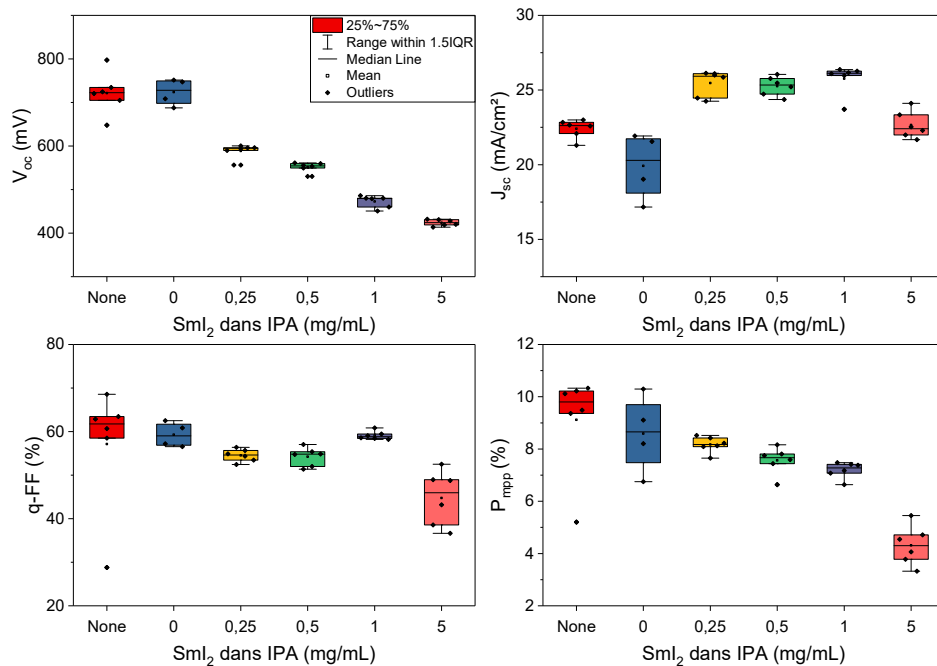 25%~75%
Range within 1.5IQR
Median Line
Mean
Outliers
800
600
400
V_oc (mV)
None 0 0,25 0,5 1 5
SmI₂ dans IPA (mg/mL)
30
25
20
15
J_sc (mA/cm²)
None 0 0,25 0,5 1 5
SmI₂ dans IPA (mg/mL)
80
60
40
20
q-FF (%)
None 0 0,25 0,5 1 5
SmI₂ dans IPA (mg/mL)
12
10
8
6
4
2
P_mpp (%)
None 0 0,25 0,5 1 5
SmI₂ dans IPA (mg/mL)